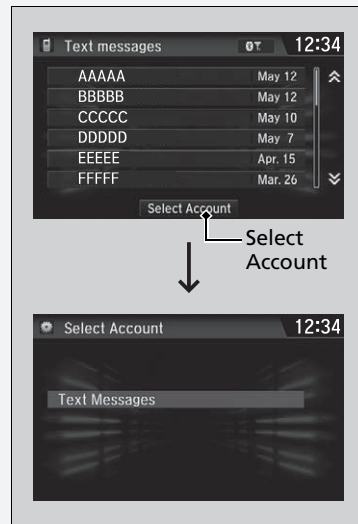 Text messages 12:34
AAAAA May 12
BBBBB May 12
CCCCC May 10
DDDDD May 7
EEEEE Apr. 15
FFFFF Mar. 26
Select Account
Select
Account
Select Account 12:34
Text Messages